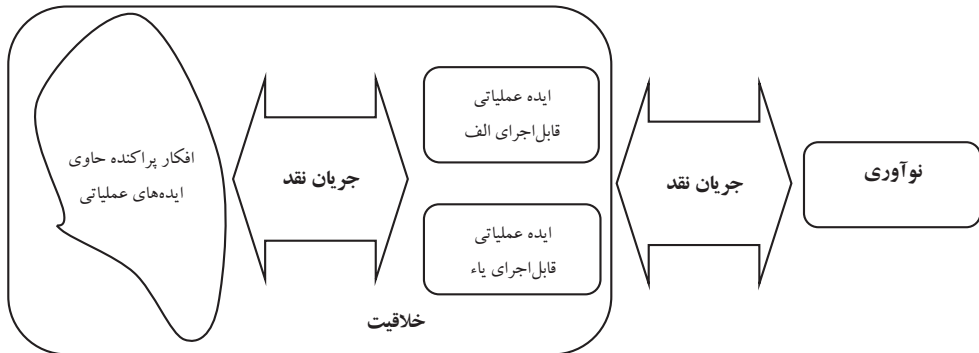 افکار پراکنده حاوی
ایده‌های عملیاتی
جریان نقد
ایده عملیاتی
قابل‌اجرای الف
ایده عملیاتی
قابل‌اجرای یاء
خلاقیت
جریان نقد
نوآوری